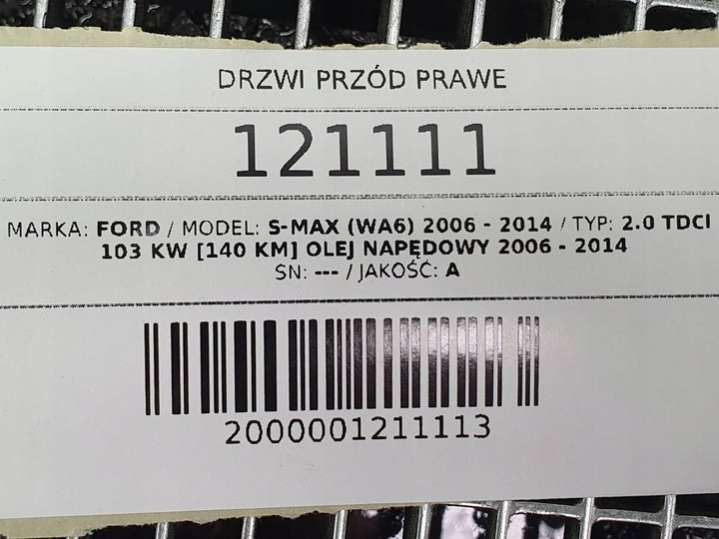 DRZWI PRZÓD PRAWE
121111
MARKA: FORD / MODEL: S-MAX (WA6) 2006 - 2014 / TYP: 2.0 TDCI
103 KW [140 KM] OLEJ NAPĘDOWY 2006 - 2014
SN: --- / JAKOŚĆ: A
2000001211113